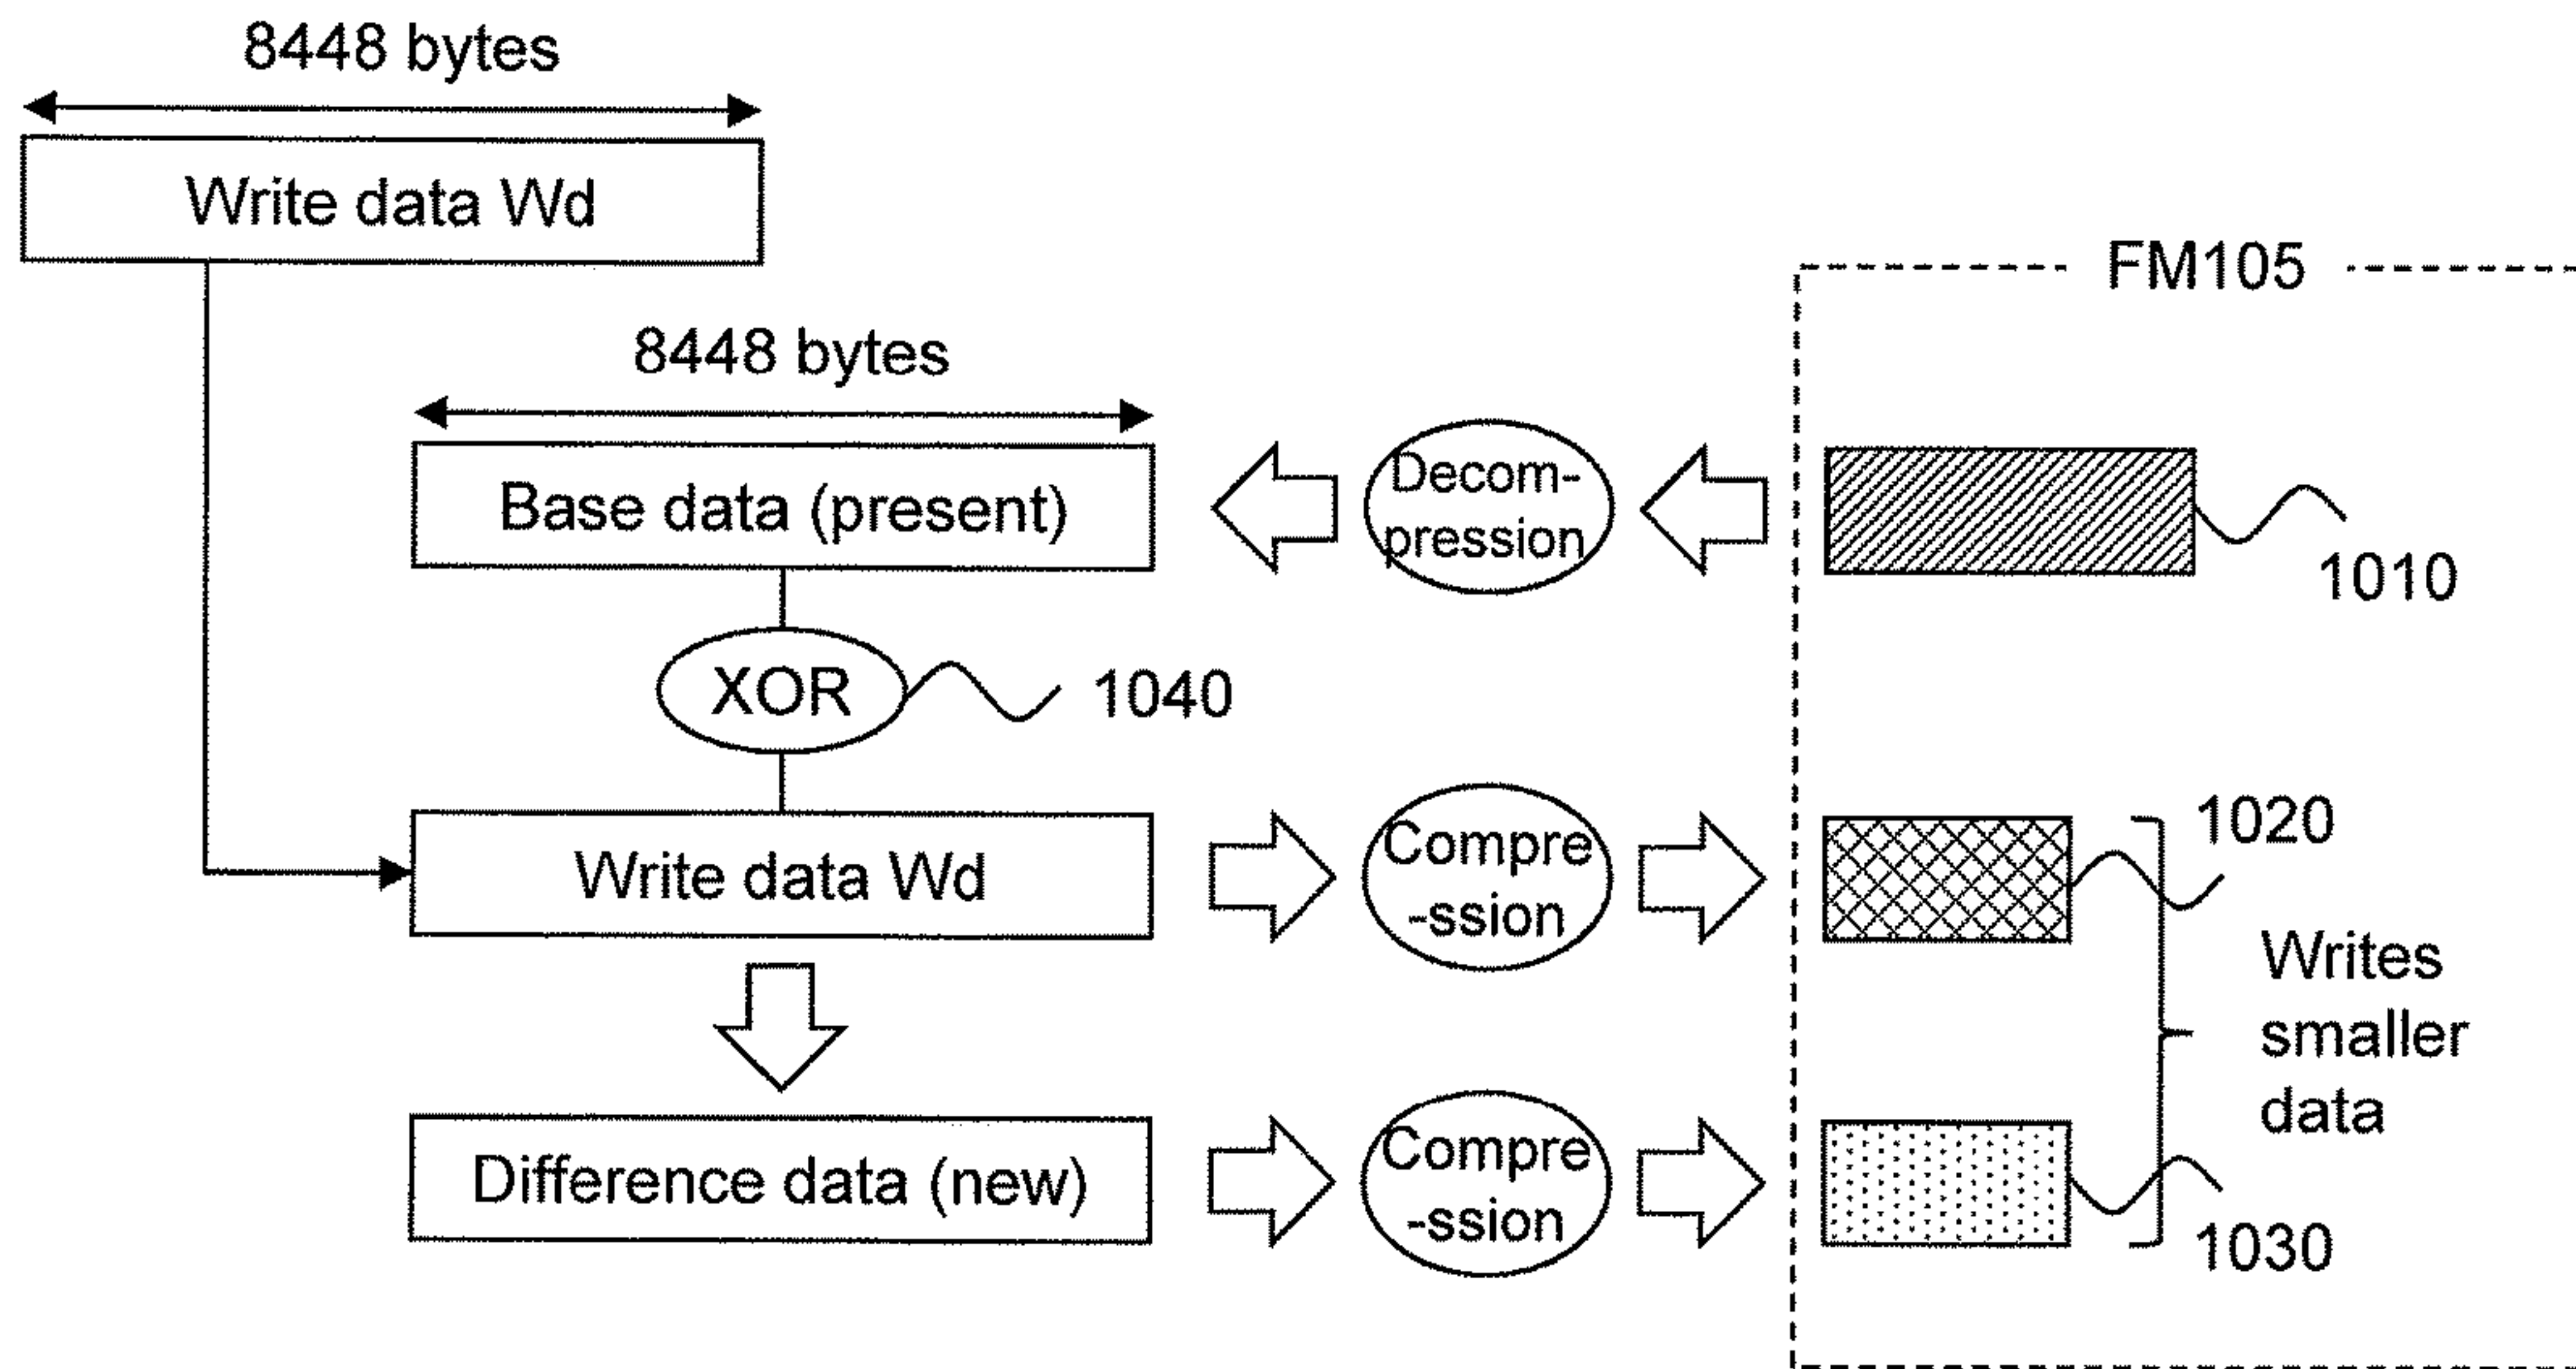 8448 bytes
Write data Wd
FM105
8448 bytes
Base data (present)
Decom-
pression
1010
XOR
1040
Write data Wd
Compre
-ssion
1020
Writes
smaller
data
Difference data (new)
Compre
-ssion
1030